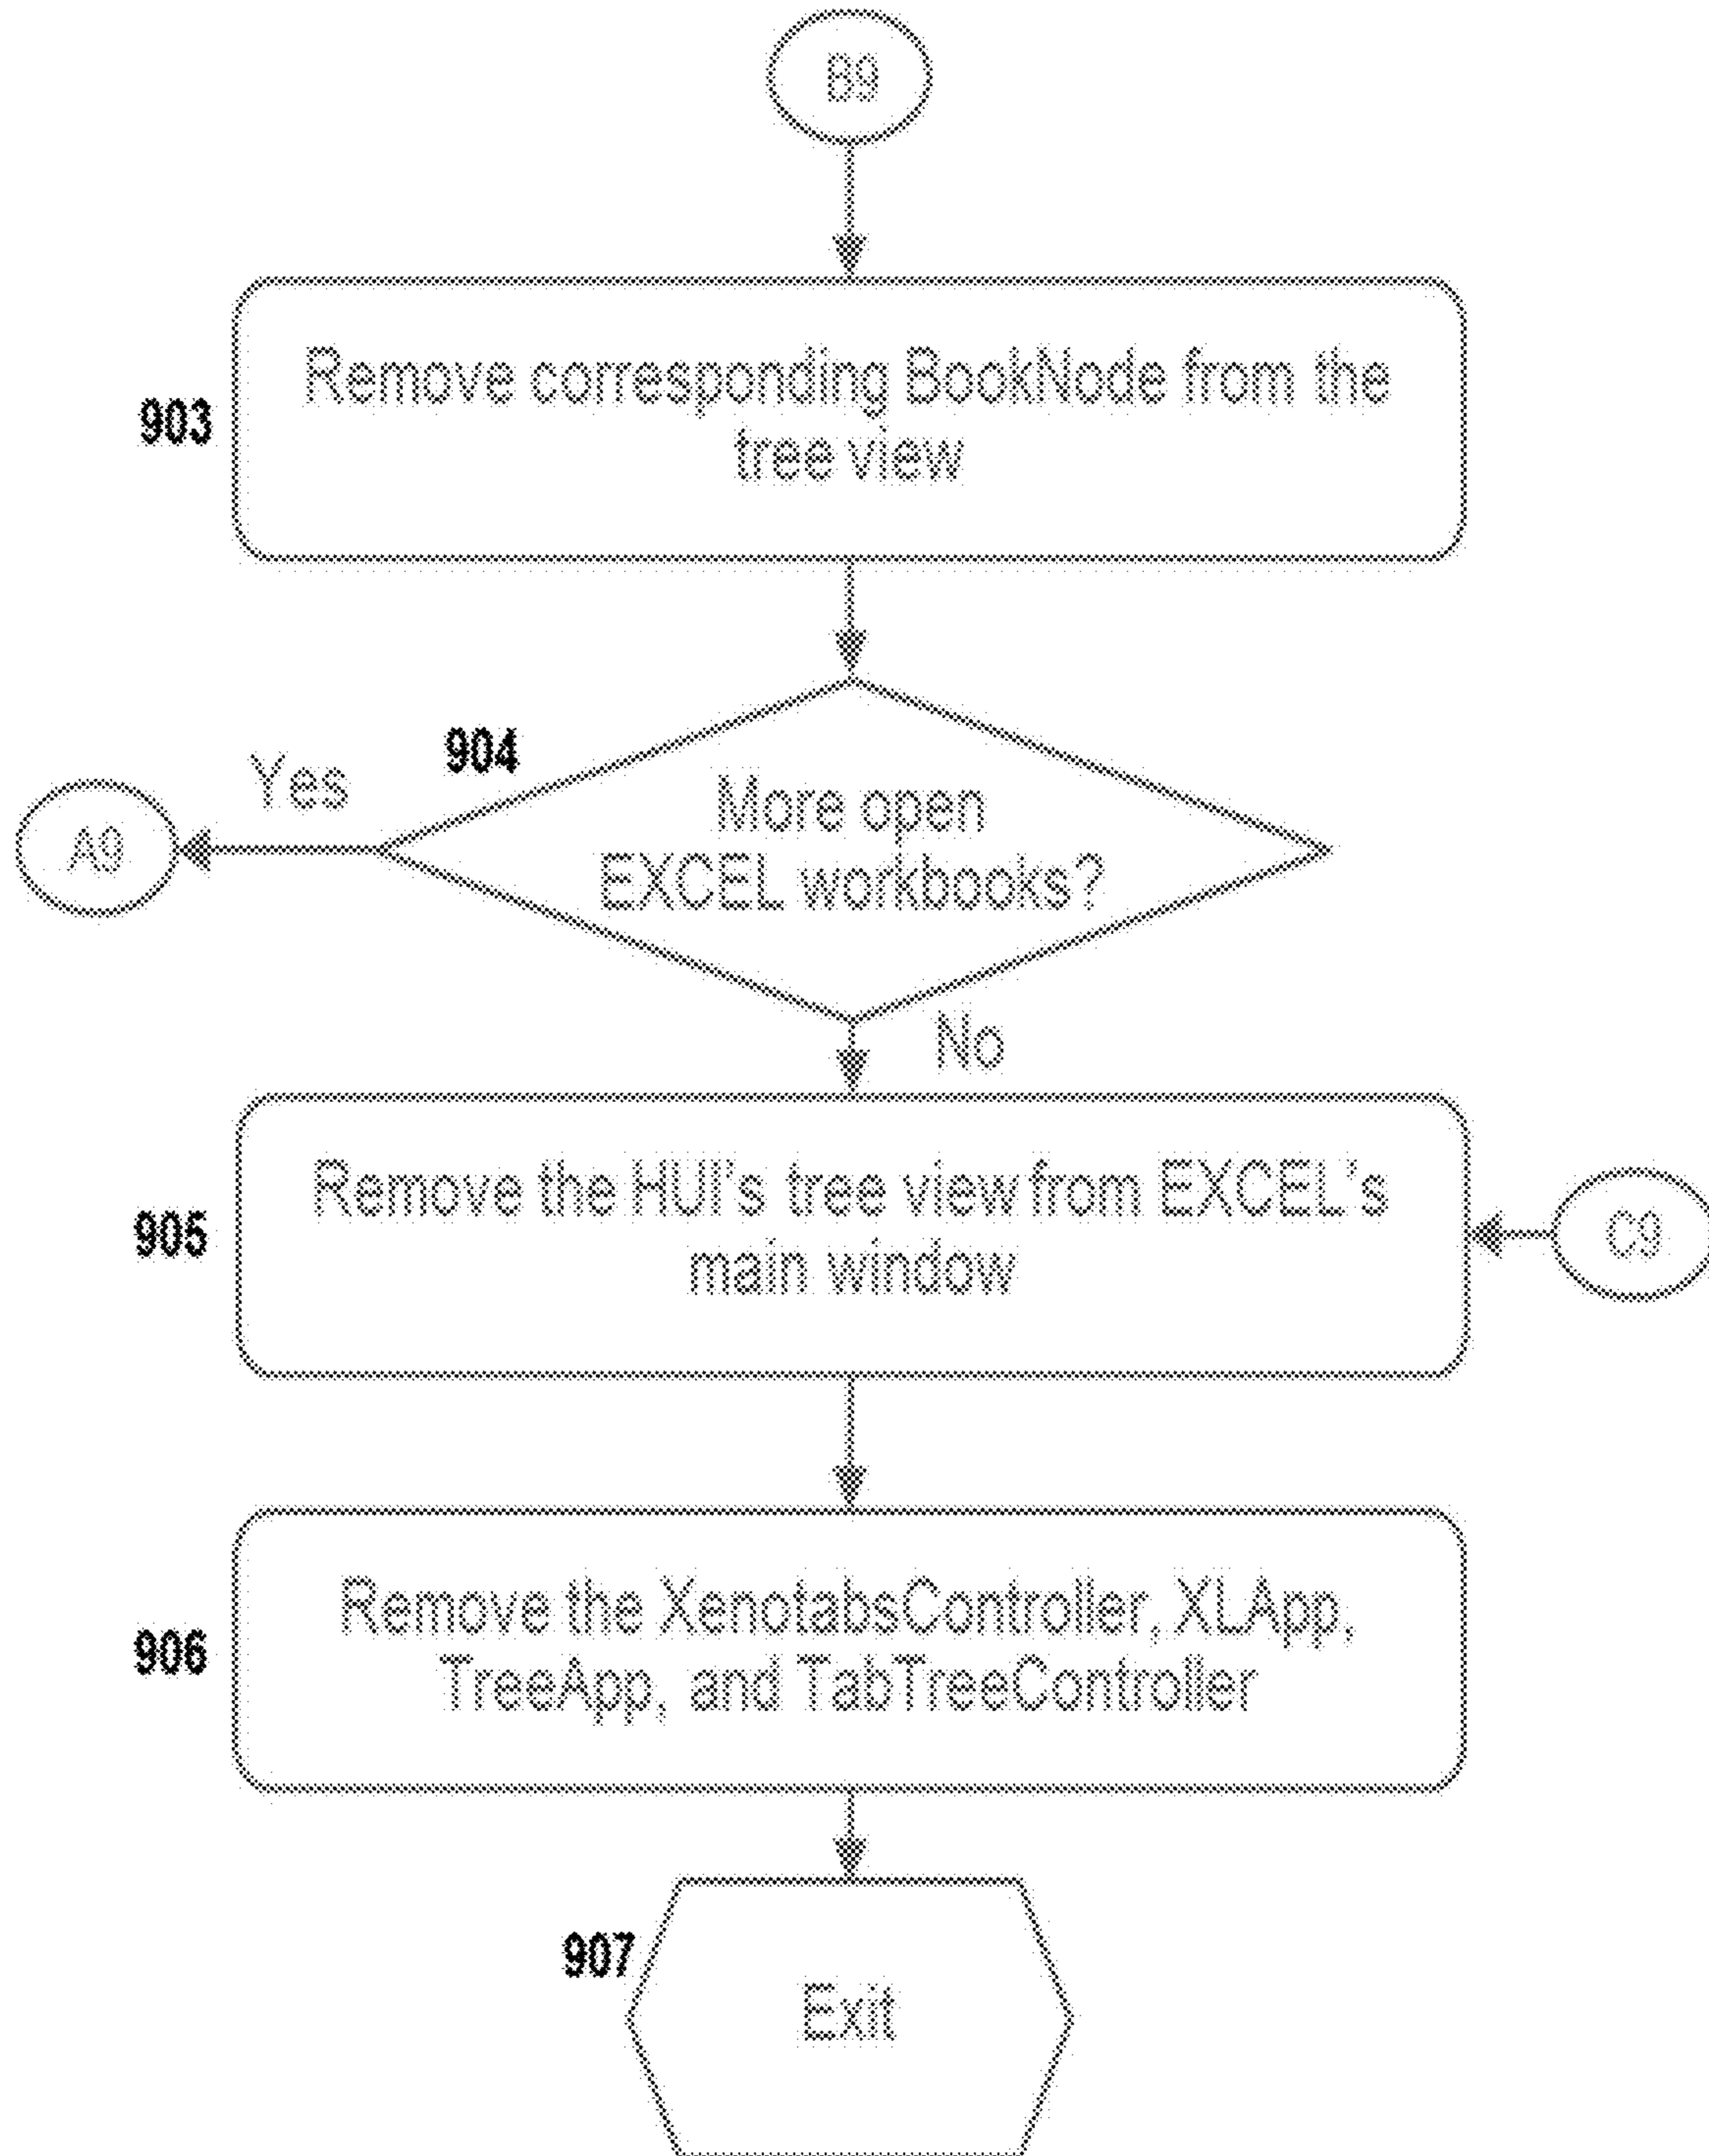 B9
Remove corresponding BookNode from the
903
tree view
904
Yes
More open
A9
EXCEL workbooks?
No
Remove the HUI's tree view from EXCEL's
905
C9
main window
Remove the XenotabsController, XLApp,
906
TreeApp, and TabTreeController
907
Exit